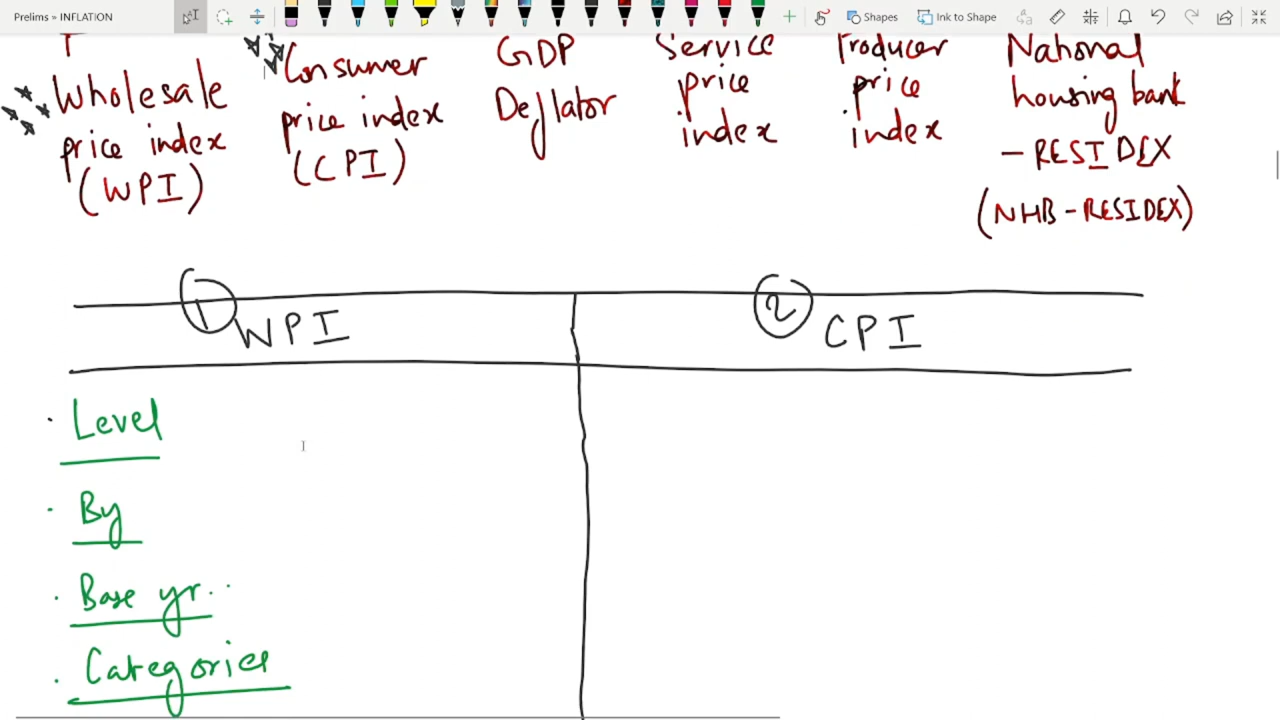 Prelims » INFLATION
Shapes
Ink to Shape
Wholesale
price index
(WPI)
Consumer
price index
(CPI)
GDP
Deflator
Service
price
index
Producer
price
index
National
housing bank
- RESIDEX
(NHB - RESIDEX)
1 WPI
2 CPI
· Level
· By
· Base yr..
· Categories